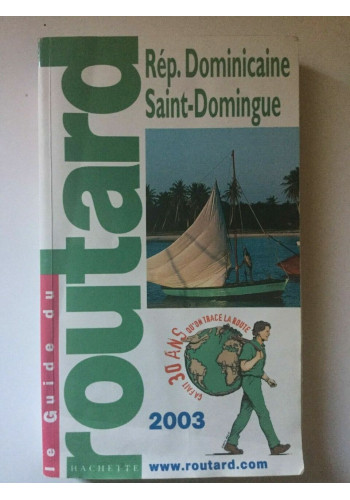 le Guide du
routard
Rép. Dominicaine
Saint-Domingue
ÇA FAIT 30 ANS QU'ON TRACE LA ROUTE
2003
HACHETTE
www.routard.com